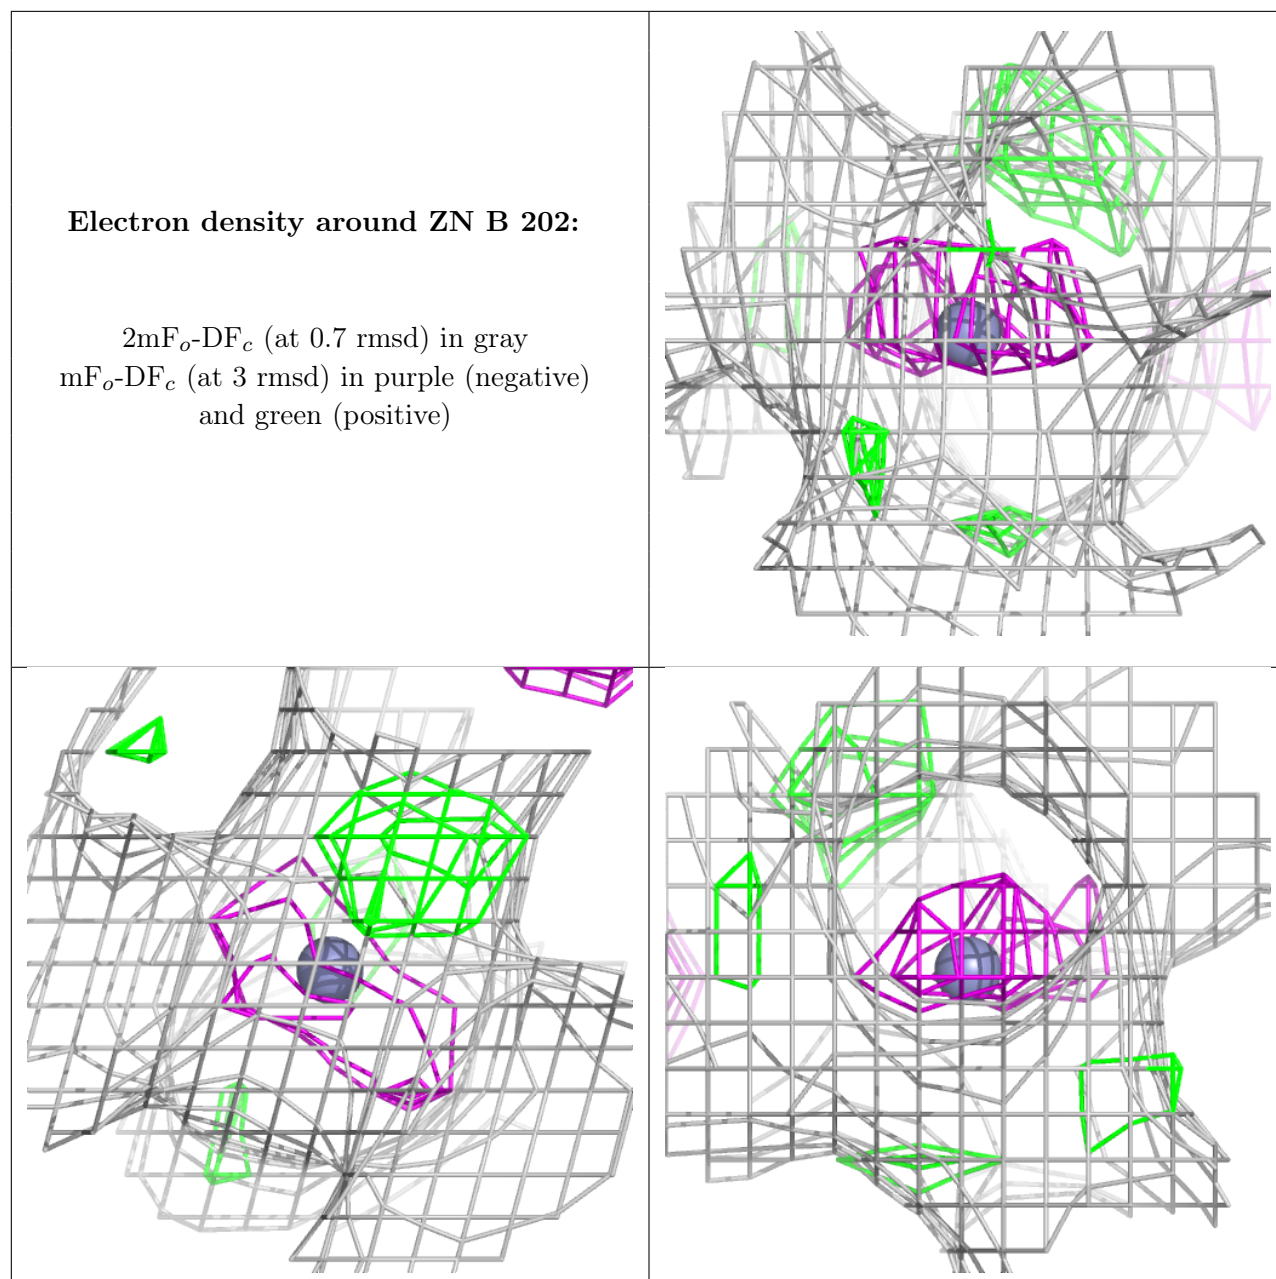 Electron density around ZN B 202:
2mFo-DFc (at 0.7 rmsd) in gray
mFo-DFc (at 3 rmsd) in purple (negative)
and green (positive)